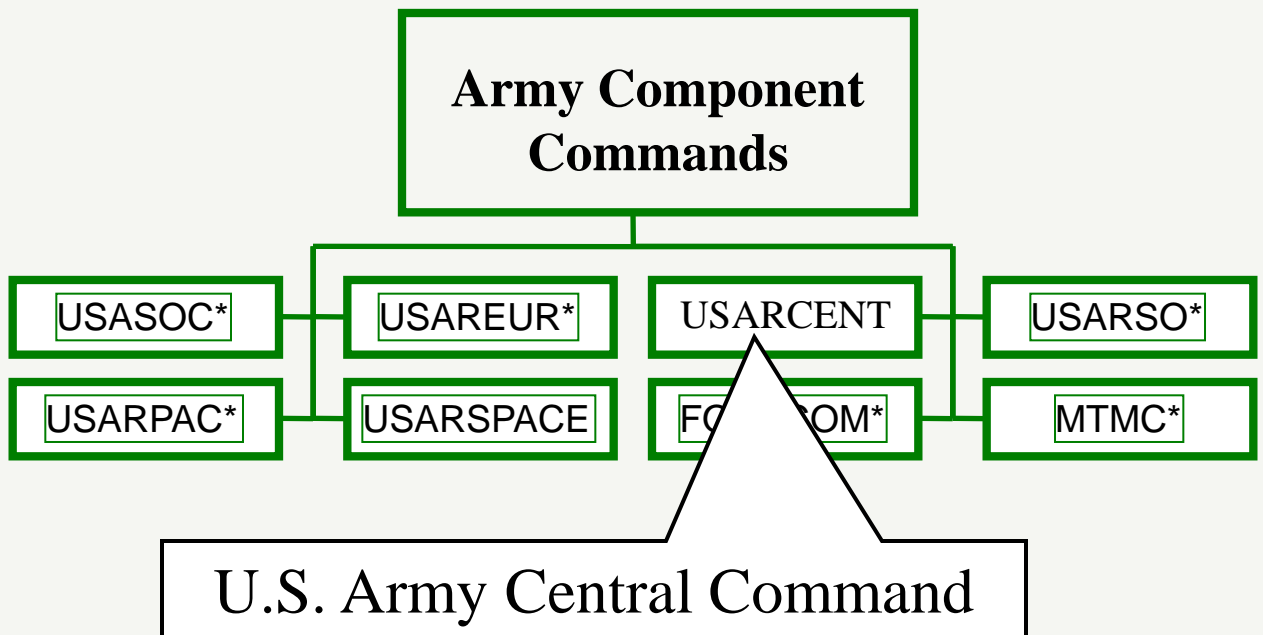 Army Component
Commands
USASOC* USAREUR* USARCENT USARSO*
USARPAC* USARSPACE MTMC*
U.S. Army Central Command